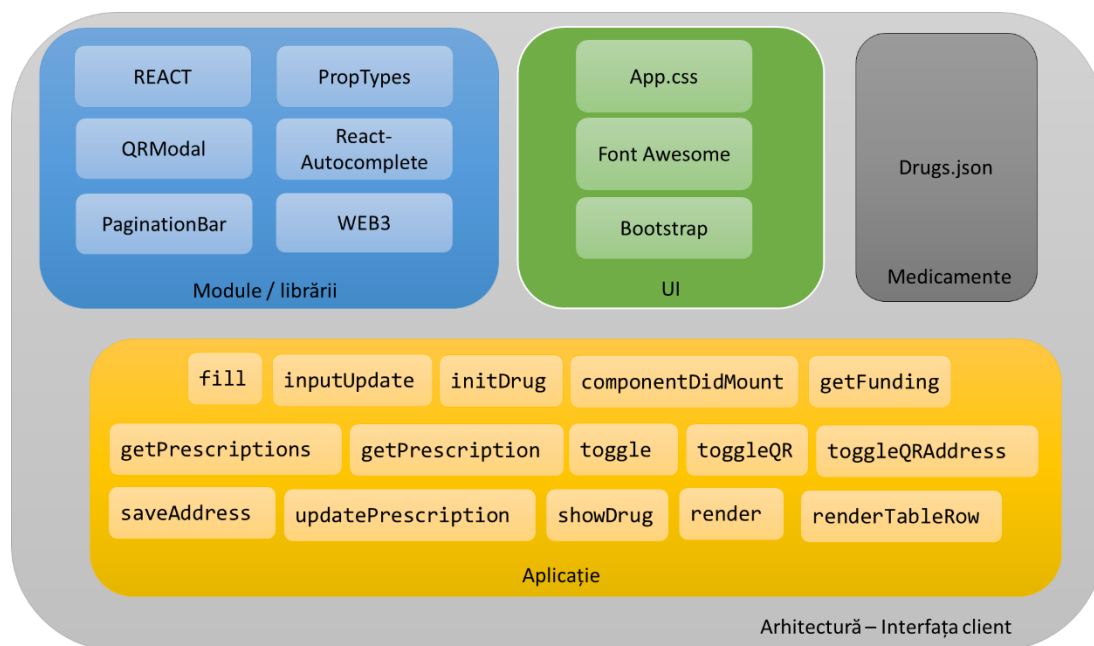 REACT
PropTypes
QRModal
React-
Autocomplete
PaginationBar
WEB3
Module / librării
App.css
Font Awesome
Bootstrap
UI
Drugs.json
Medicamente
fill
inputUpdate
initDrug
componentDidMount
getFunding
getPrescriptions
getPrescription
toggle
toggleQR
toggleQRAddress
saveAddress
updatePrescription
showDrug
render
renderTableRow
Aplicație
Arhitectură – Interfața client